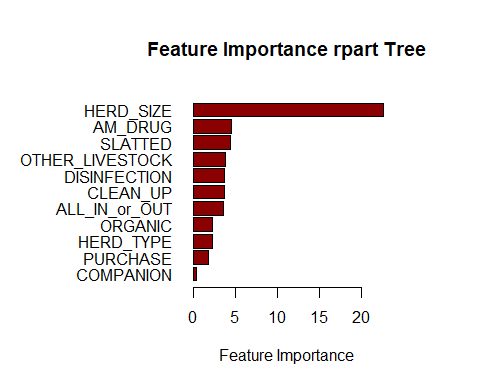 Feature Importance rpart Tree
HERD_SIZE
AM_DRUG
SLATTED
OTHER_LIVESTOCK
DISINFECTION
CLEAN_UP
ALL_IN_or_OUT
ORGANIC
HERD_TYPE
PURCHASE
COMPANION
0 5 10 15 20
Feature Importance